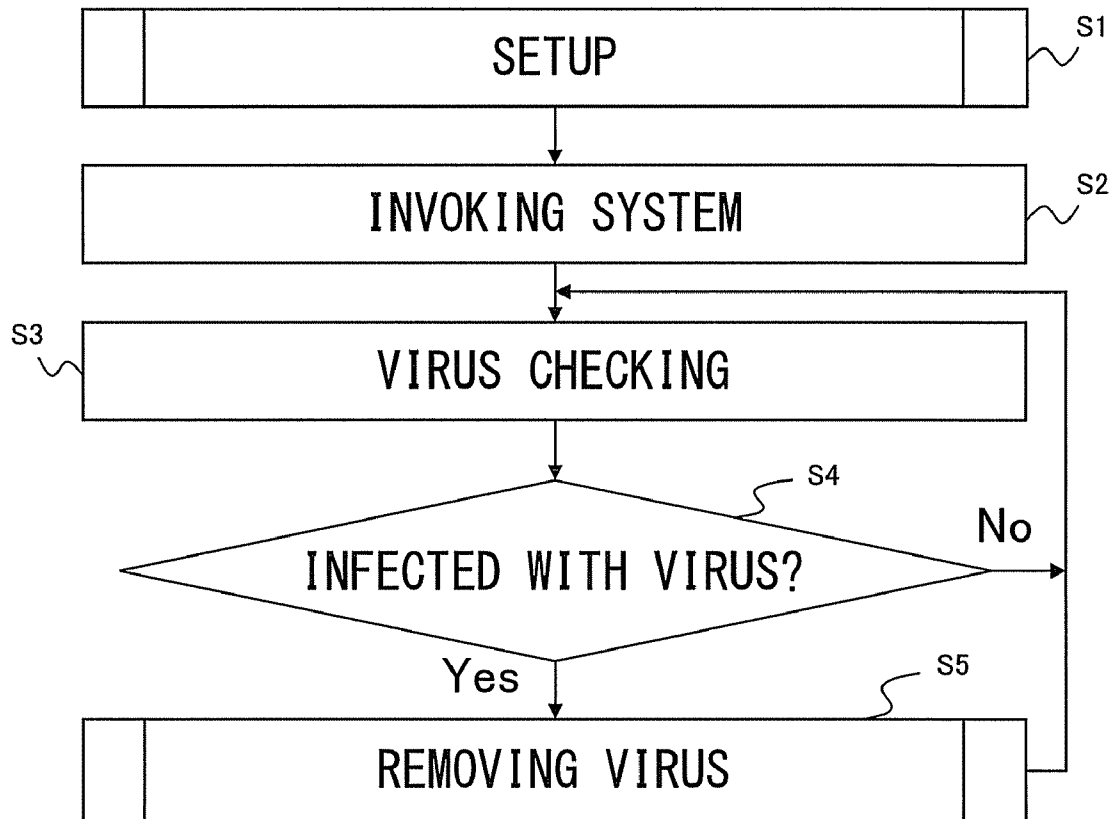 SETUP
S1
INVOKING SYSTEM
S2
S3
VIRUS CHECKING
S4
No
INFECTED WITH VIRUS?
Yes
S5
REMOVING VIRUS